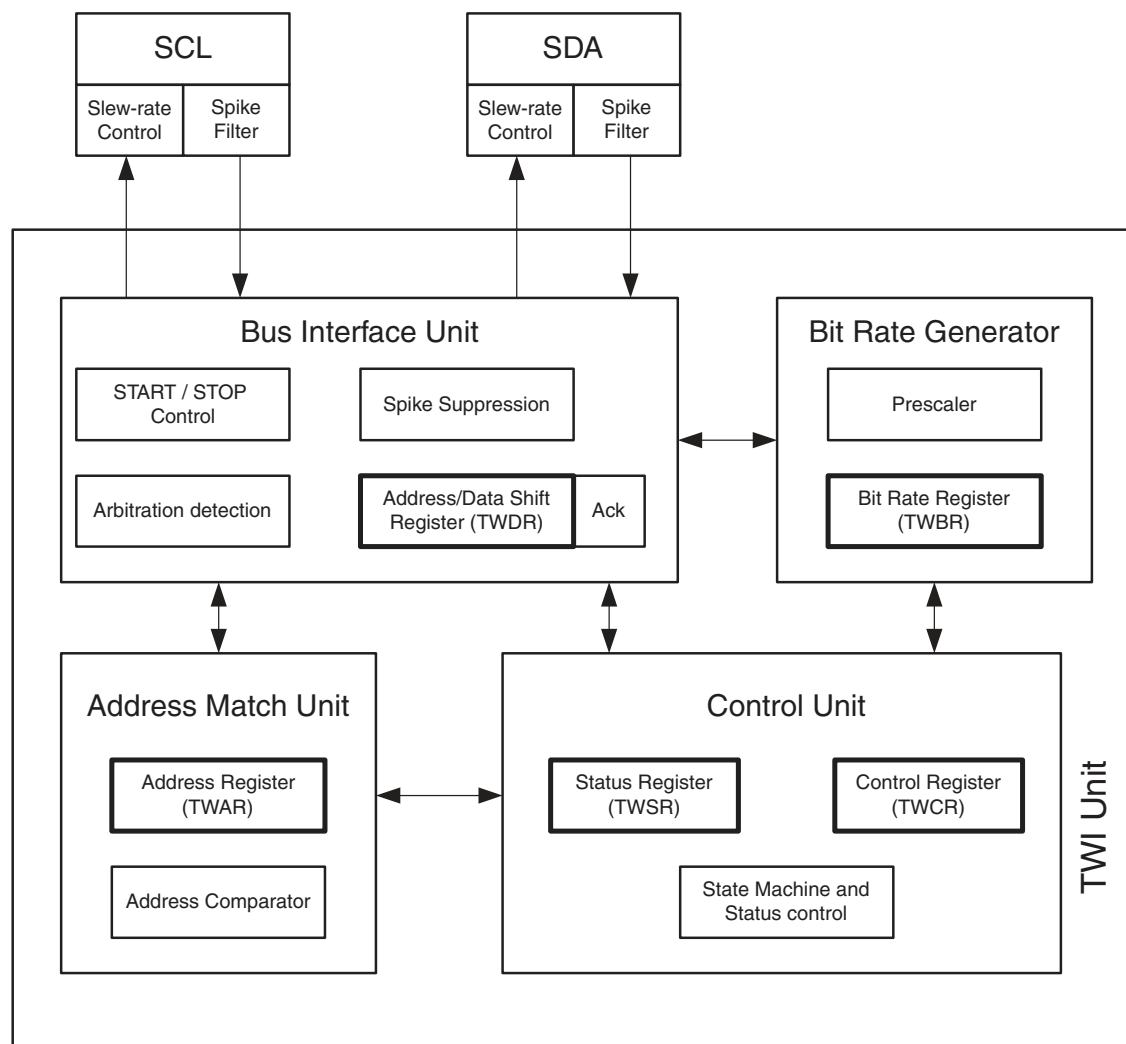 SCL
Slew-rate
Control
Spike
Filter
SDA
Slew-rate
Control
Spike
Filter
Bus Interface Unit
START / STOP
Control
Spike Suppression
Arbitration detection
Address/Data Shift
Register (TWDR)
Ack
Bit Rate Generator
Prescaler
Bit Rate Register
(TWBR)
Address Match Unit
Address Register
(TWAR)
Address Comparator
Control Unit
Status Register
(TWSR)
Control Register
(TWCR)
State Machine and
Status control
TWI Unit